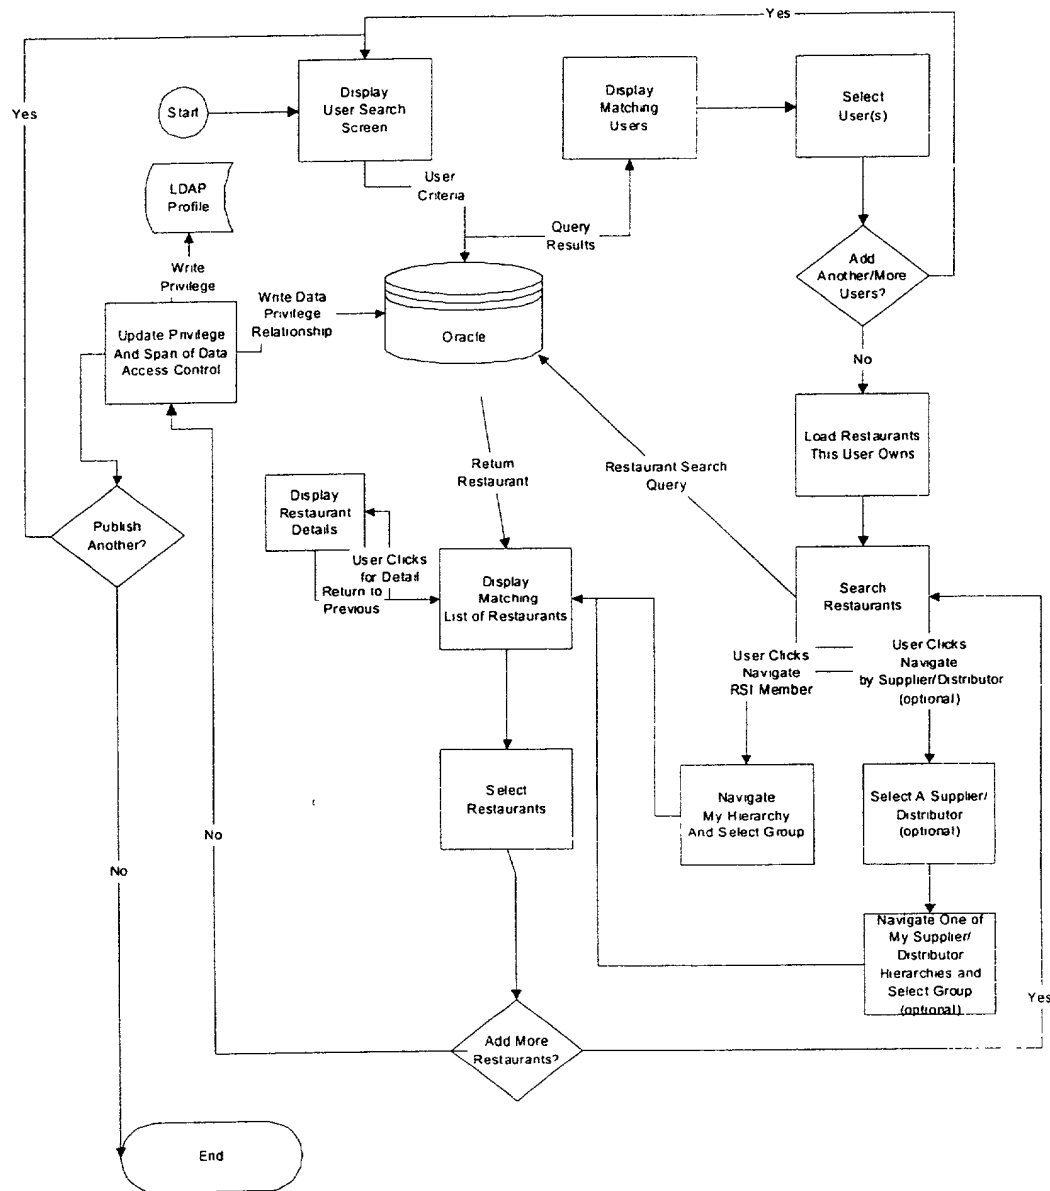 Yes
Yes
Start
Display
User Search
Screen
Display
Matching
Users
Select
User(s)
LDAP
Profile
User
Criteria
Query
Results
Write
Privilege
Add
Another/More
Users?
Write Data
Privilege
Relationship
Update Privilege
And Span of Data
Access Control
Oracle
No
Load Restaurants
This User Owns
Return
Restaurant
Restaurant Search
Query
Display
Restaurant
Details
Publish
Another?
User Clicks
for Detail
Return to
Previous
Display
Matching
List of Restaurants
Search
Restaurants
User Clicks
Navigate
RSI Member
User Clicks
Navigate
by Supplier/Distributor
(optional)
Select
Restaurants
Navigate
My Hierarchy
And Select Group
Select A Supplier/
Distributor
(optional)
No
No
Navigate One of
My Supplier/
Distributor
Hierarchies and
Select Group
(optional)
Yes
Add More
Restaurants?
End